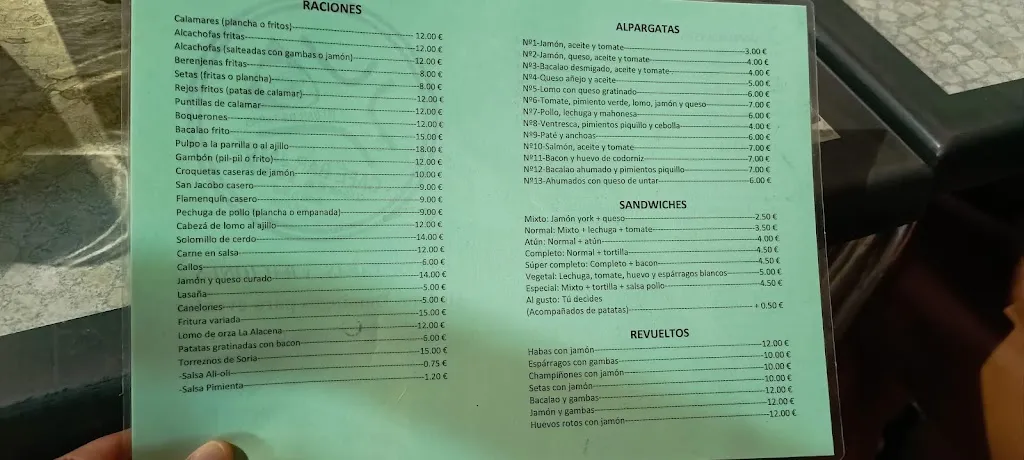 RACIONES
Calamares (plancha o fritos) 12.00 €
Alcachofas fritas 12.00 €
Alcachofas (salteadas con gambas o jamón) 12.00 €
Berenjenas fritas 8.00 €
Setas (fritas o plancha) 8.00 €
Rejos fritos (patas de calamar) 12.00 €
Puntillas de calamar 12.00 €
Boquerones 12.00 €
Bacalao frito 15.00 €
Pulpo a la parrilla o al ajillo 18.00 €
Gambón (pil-pil o frito) 12.00 €
Croquetas caseras de jamón 10.00 €
San Jacobo casero 9.00 €
Flamenquín casero 9.00 €
Pechuga de pollo (plancha o empanada) 9.00 €
Cabezá de lomo al ajillo 12.00 €
Solomillo de cerdo 14.00 €
Carne en salsa 12.00 €
Callos 6.00 €
Jamón y queso curado 14.00 €
Lasaña 5.00 €
Canelones 5.00 €
Fritura variada 15.00 €
Lomo de orza La Alacena 12.00 €
Patatas gratinadas con bacon 6.00 €
Torreznos de Soria 15.00 €
-Salsa Ali-oli 0.75 €
-Salsa Pimienta 1.20 €
ALPARGATAS
Nº1-Jamón, aceite y tomate 3.00 €
Nº2-Jamón, queso, aceite y tomate 4.00 €
Nº3-Bacalao desmigado, aceite y tomate 4.00 €
Nº4-Queso añejo y aceite 5.00 €
Nº5-Lomo con queso gratinado 6.00 €
Nº6-Tomate, pimiento verde, lomo, jamón y queso 7.00 €
Nº7-Pollo, lechuga y mahonesa 6.00 €
Nº8-Ventresca, pimientos piquillo y cebolla 4.00 €
Nº9-Paté y anchoas 6.00 €
Nº10-Salmón, aceite y tomate 7.00 €
Nº11-Bacon y huevo de codorniz 7.00 €
Nº12-Bacalao ahumado y pimientos piquillo 7.00 €
Nº13-Ahumados con queso de untar 6.00 €
SANDWICHES
Mixto: Jamón york + queso 2.50 €
Normal: Mixto + lechuga + tomate 3.50 €
Atún: Normal + atún 4.00 €
Completo: Normal + tortilla 4.50 €
Súper completo: Completo + bacon 4.50 €
Vegetal: Lechuga, tomate, huevo y espárragos blancos 5.00 €
Especial: Mixto + tortilla + salsa pollo 4.50 €
Al gusto: Tú decides
(Acompañados de patatas) + 0.50 €
REVUELTOS
Habas con jamón 12.00 €
Espárragos con gambas 10.00 €
Champiñones con jamón 10.00 €
Setas con jamón 10.00 €
Bacalao y gambas 12.00 €
Jamón y gambas 12.00 €
Huevos rotos con jamón 12.00 €